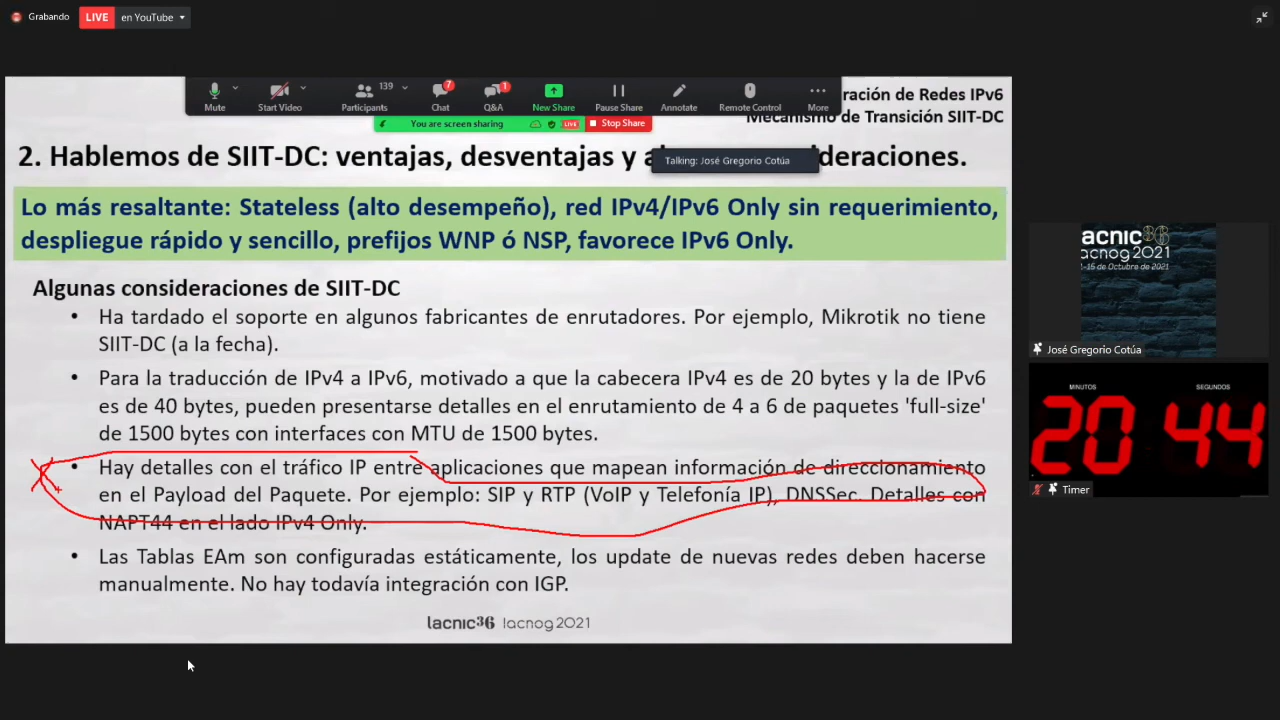 Grabando
LIVE
en YouTube
139
7
1
Mute
Start Video
Participants
Chat
Q&A
New Share
Pause Share
Annotate
Remote Control
More
You are screen sharing
LIVE
Stop Share
ración de Redes IPv6
Mecanismo de Transición SIIT-DC
Talking: José Gregorio Cotúa
2. Hablemos de SIIT-DC: ventajas, desventajas y deraciones.
Lo más resaltante: Stateless (alto desempeño), red IPv4/IPv6 Only sin requerimiento,
despliegue rápido y sencillo, prefijos WNP ó NSP, favorece IPv6 Only.
Algunas consideraciones de SIIT-DC
• Ha tardado el soporte en algunos fabricantes de enrutadores. Por ejemplo, Mikrotik no tiene
SIIT-DC (a la fecha).
• Para la traducción de IPv4 a IPv6, motivado a que la cabecera IPv4 es de 20 bytes y la de IPv6
es de 40 bytes, pueden presentarse detalles en el enrutamiento de 4 a 6 de paquetes 'full-size'
de 1500 bytes con interfaces con MTU de 1500 bytes.
• Hay detalles con el tráfico IP entre aplicaciones que mapean información de direccionamiento
en el Payload del Paquete. Por ejemplo: SIP y RTP (VoIP y Telefonía IP), DNSSec. Detalles con
NAPT44 en el lado IPv4 Only.
• Las Tablas EAm son configuradas estáticamente, los update de nuevas redes deben hacerse
manualmente. No hay todavía integración con IGP.
lacnic36 lacnog2021
acnic36
lacnog2021
1-15 de Octubre de 2021
José Gregorio Cotúa
MINUTOS
SEGUNDOS
20 44
Timer